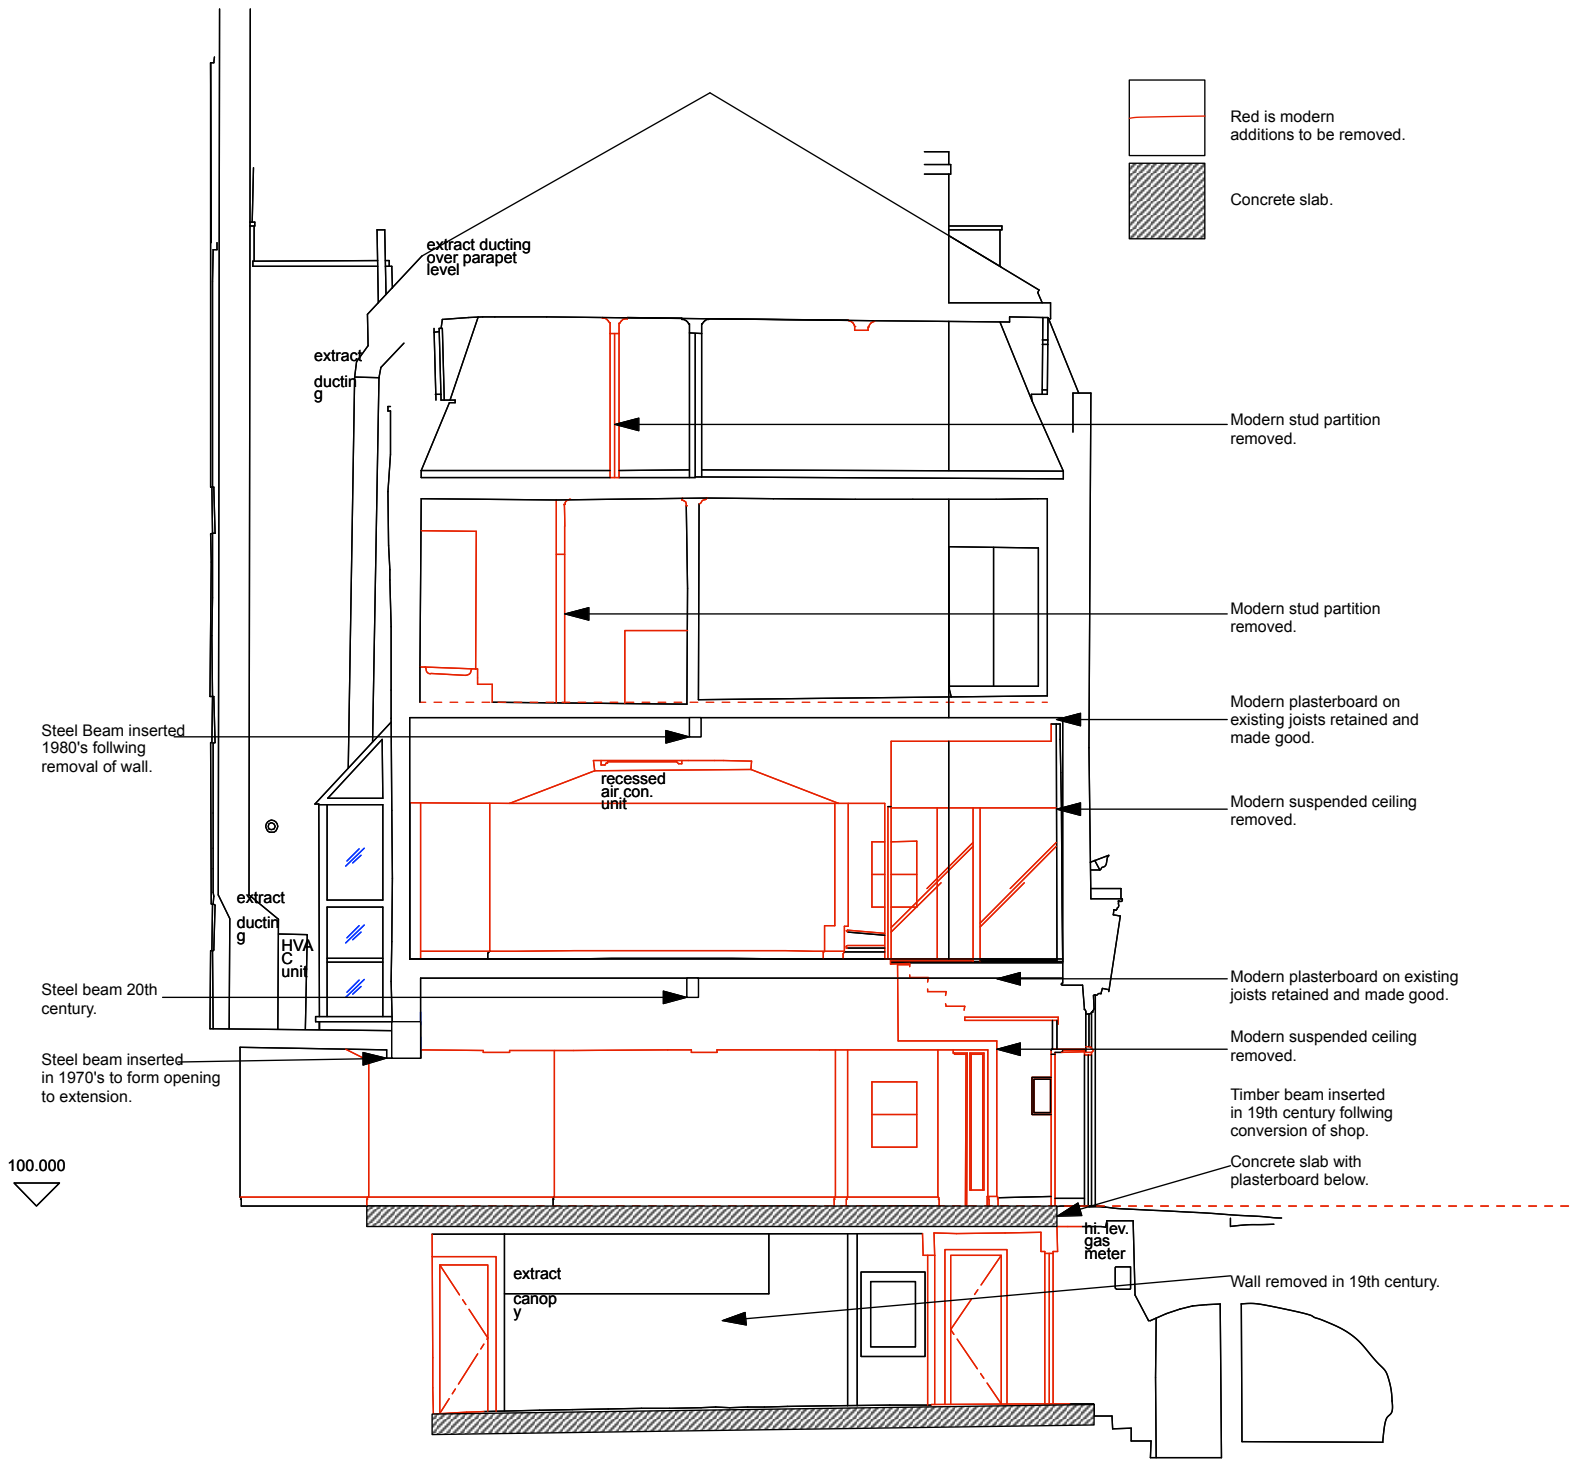 Red is modern
additions to be removed.
Concrete slab.
extract ducting
over parapet
level
extract
ductin
g
Modern stud partition
removed.
Modern stud partition
removed.
Modern plasterboard on
existing joists retained and
made good.
Steel Beam inserted
1980's follwing
removal of wall.
recessed
air con.
unit
Modern suspended ceiling
removed.
extract
ductin
g
HVA
C
unit
Steel beam 20th
century.
Modern plasterboard on existing
joists retained and made good.
Modern suspended ceiling
removed.
Steel beam inserted
in 1970's to form opening
to extension.
Timber beam inserted
in 19th century follwing
conversion of shop.
100.000
Concrete slab with
plasterboard below.
hi. lev.
gas
meter
extract
canop
y
Wall removed in 19th century.